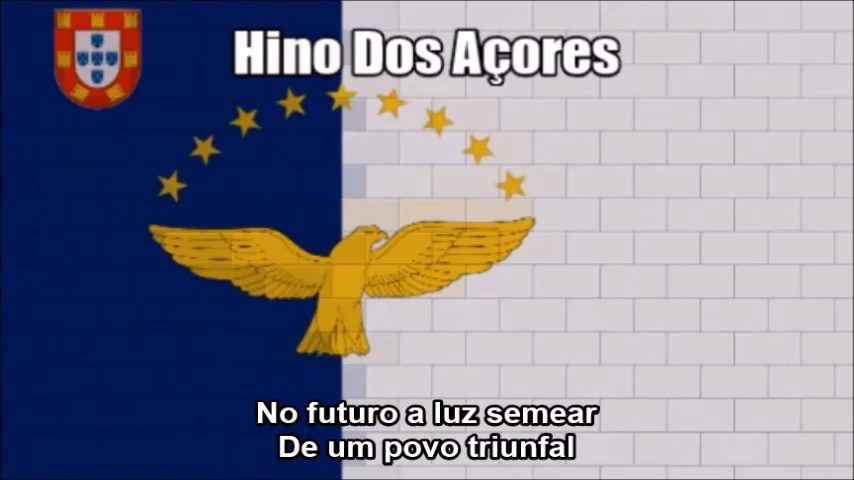 Hino Dos Açores
No futuro a luz semear
De um povo triunfal